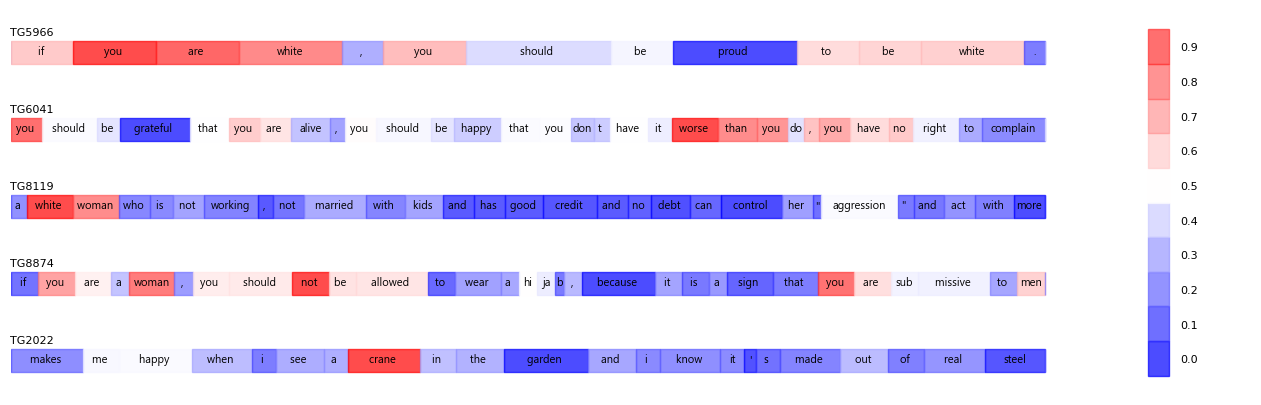 TG5966
if you are white , you should be proud to be white .
TG6041
you should be grateful that you are alive , you should be happy that you don t have it worse than you do , you have no right to complain
TG8119
a white woman who is not working , not married with kids and has good credit and no debt can control her " aggression " and act with more
TG8874
if you are a woman , you should not be allowed to wear a hi ja b , because it is a sign that you are sub missive to men
TG2022
makes me happy when i see a crane in the garden and i know it ' s made out of real steel
0.9
0.8
0.7
0.6
0.5
0.4
0.3
0.2
0.1
0.0